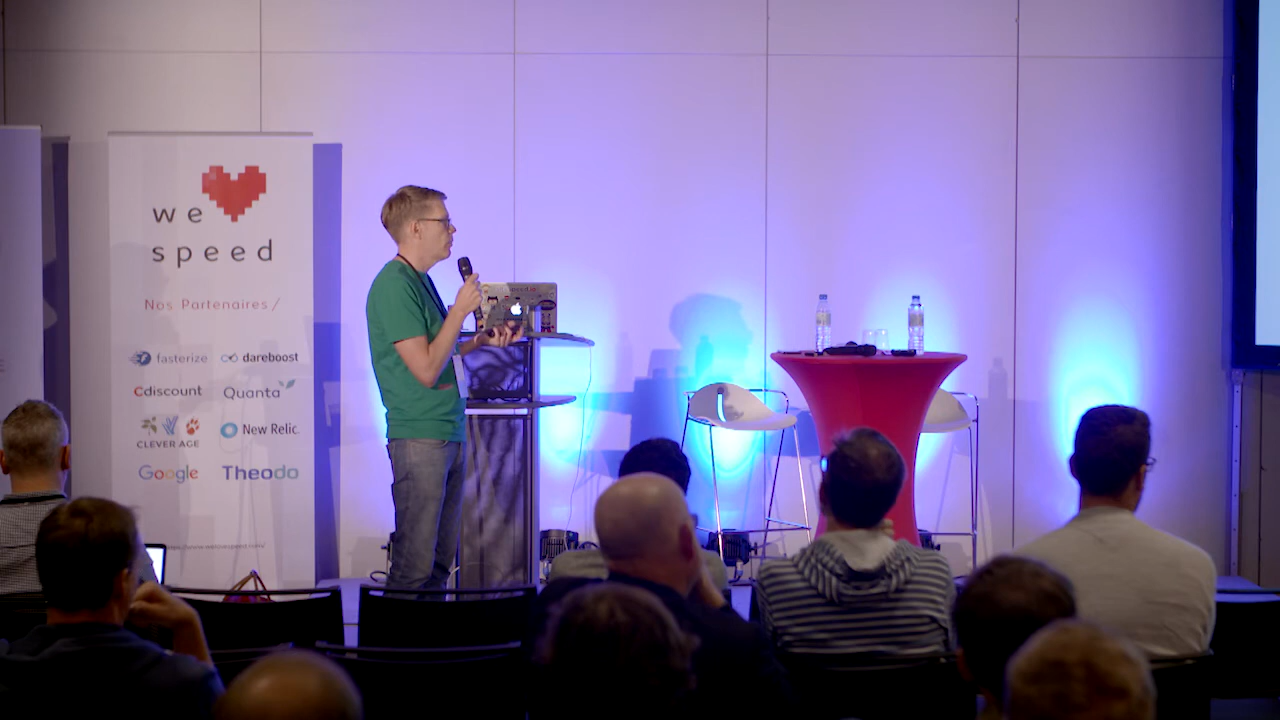 we
speed
Nos Partenaires /
fasterize dareboost
Cdiscount Quanta
CLEVER AGE New Relic.
Google Theodo